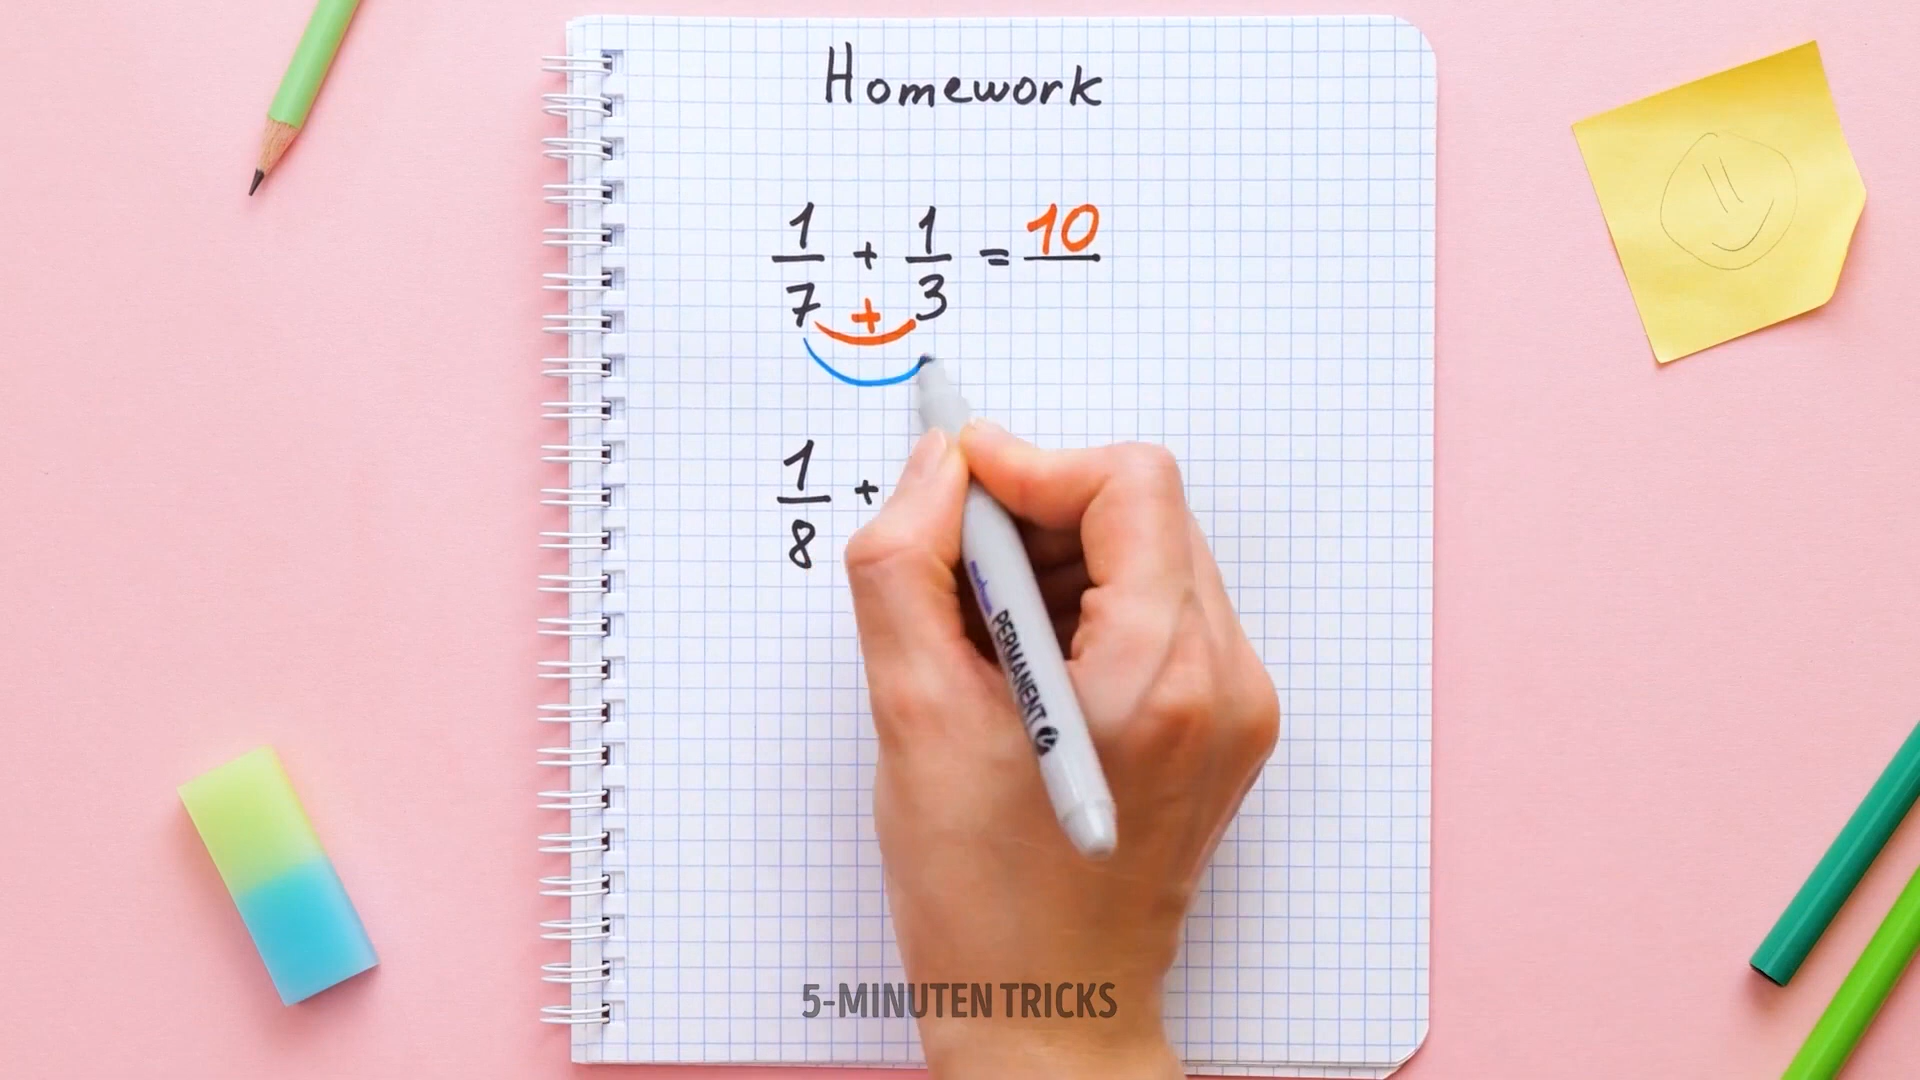 Homework
1/7 + 1/3 = 10/
+
1/8 +
PERMANENT
5-MINUTEN TRICKS